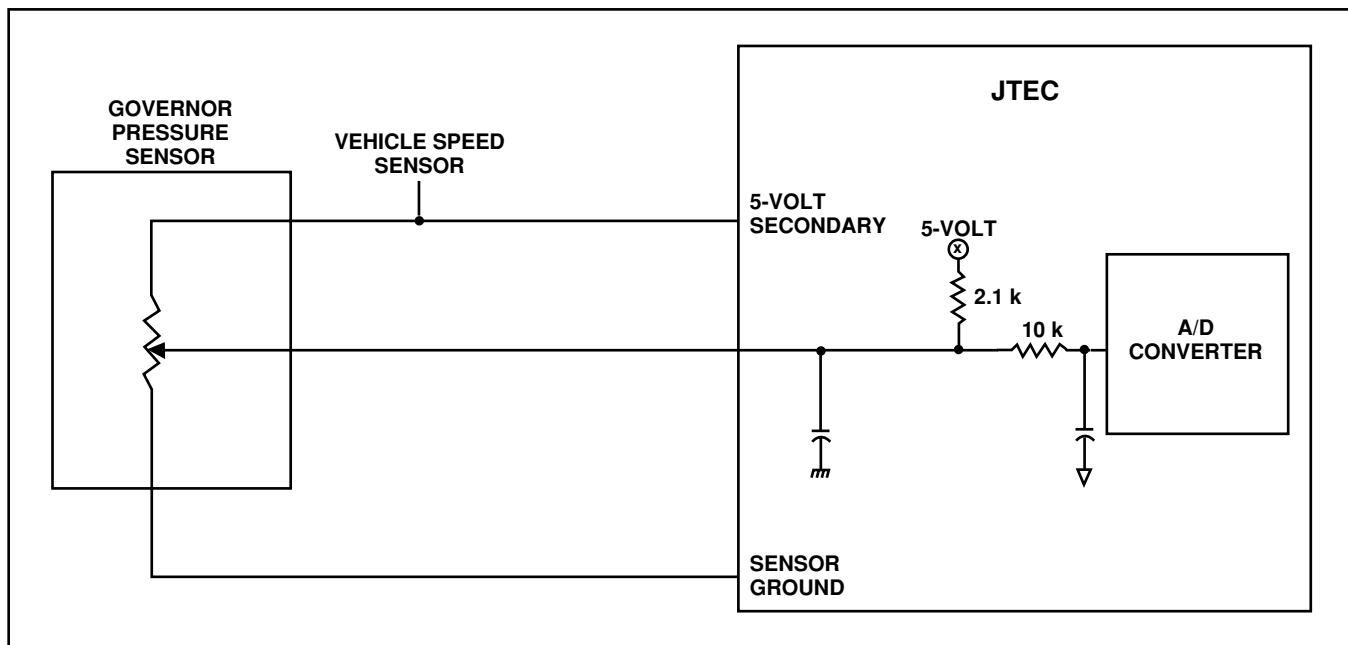 JTEC
GOVERNOR
PRESSURE
SENSOR
VEHICLE SPEED
SENSOR
5-VOLT
SECONDARY
5-VOLT
X
2.1 k
10 k
A/D
CONVERTER
SENSOR
GROUND